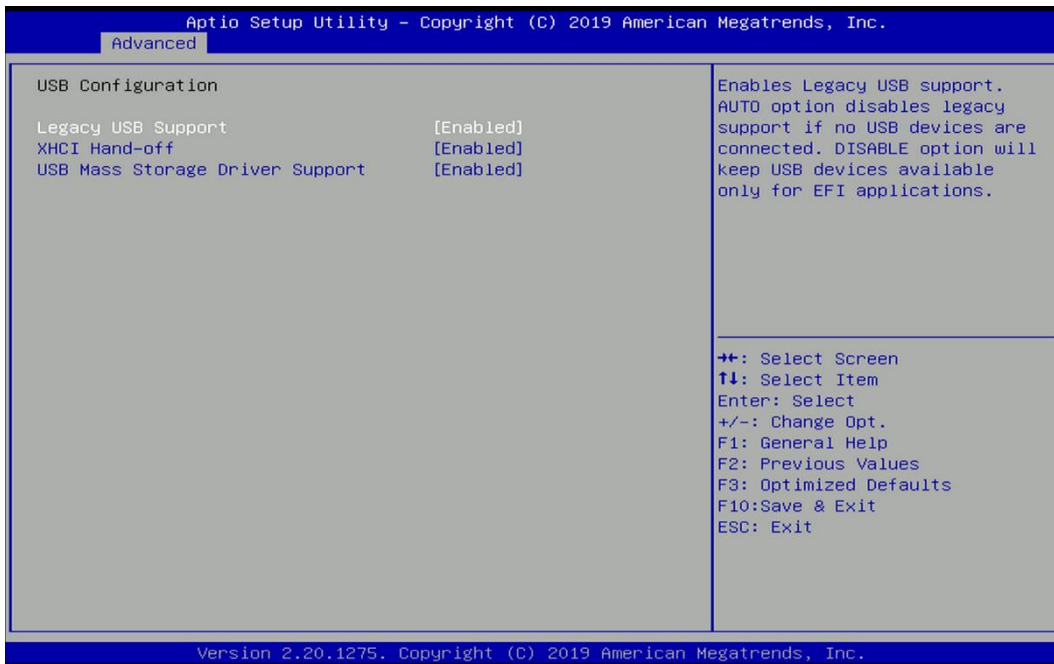 Aptio Setup Utility – Copyright (C) 2019 American Megatrends, Inc.
Advanced
USB Configuration
Legacy USB Support [Enabled]
XHCI Hand-off [Enabled]
USB Mass Storage Driver Support [Enabled]
Enables Legacy USB support.
AUTO option disables legacy
support if no USB devices are
connected. DISABLE option will
keep USB devices available
only for EFI applications.
→←: Select Screen
↑↓: Select Item
Enter: Select
+/-: Change Opt.
F1: General Help
F2: Previous Values
F3: Optimized Defaults
F10:Save & Exit
ESC: Exit
Version 2.20.1275. Copyright (C) 2019 American Megatrends, Inc.